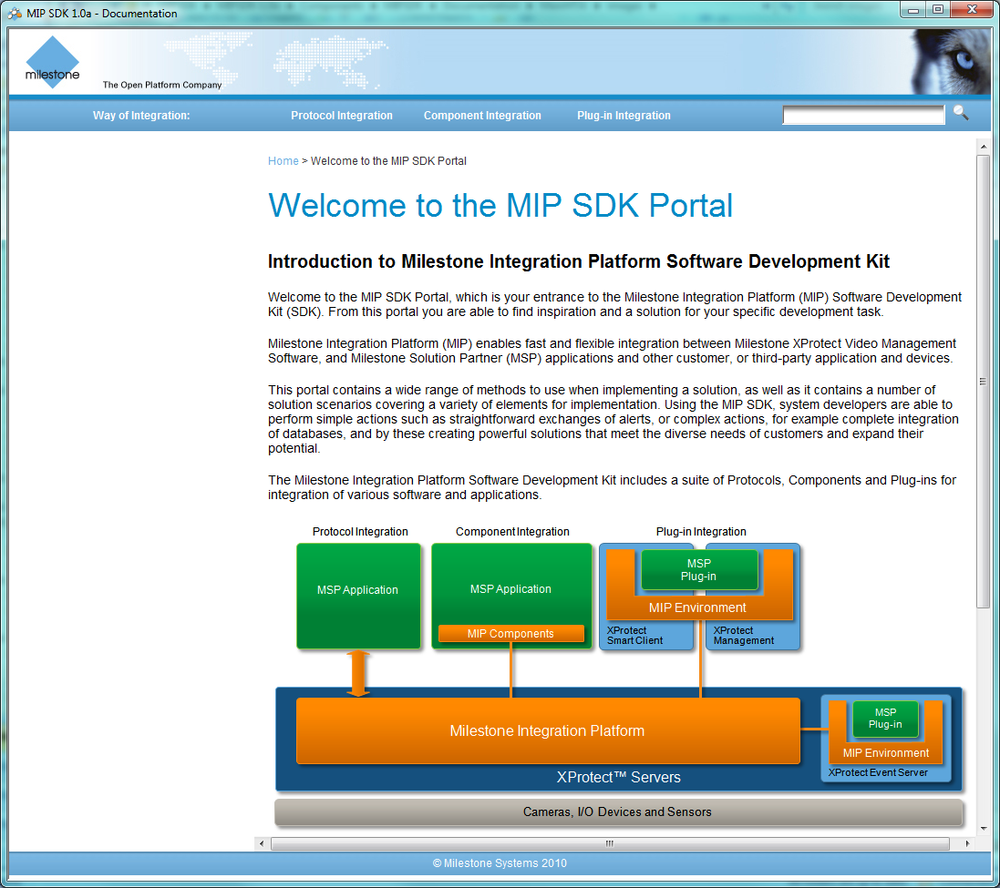 MIP SDK 1.0a - Documentation
milestone
The Open Platform Company
Way of Integration:
Protocol Integration
Component Integration
Plug-in Integration
Home > Welcome to the MIP SDK Portal
Welcome to the MIP SDK Portal
Introduction to Milestone Integration Platform Software Development Kit
Welcome to the MIP SDK Portal, which is your entrance to the Milestone Integration Platform (MIP) Software Development
Kit (SDK). From this portal you are able to find inspiration and a solution for your specific development task.
Milestone Integration Platform (MIP) enables fast and flexible integration between Milestone XProtect Video Management
Software, and Milestone Solution Partner (MSP) applications and other customer, or third-party application and devices.
This portal contains a wide range of methods to use when implementing a solution, as well as it contains a number of
solution scenarios covering a variety of elements for implementation. Using the MIP SDK, system developers are able to
perform simple actions such as straightforward exchanges of alerts, or complex actions, for example complete integration
of databases, and by these creating powerful solutions that meet the diverse needs of customers and expand their
potential.
The Milestone Integration Platform Software Development Kit includes a suite of Protocols, Components and Plug-ins for
integration of various software and applications.
Protocol Integration
Component Integration
Plug-in Integration
MSP Application
MSP Application
MIP Components
MSP
Plug-in
MIP Environment
XProtect
Smart Client
XProtect
Management
Milestone Integration Platform
XProtect™ Servers
MSP
Plug-in
MIP Environment
XProtect Event Server
Cameras, I/O Devices and Sensors
© Milestone Systems 2010